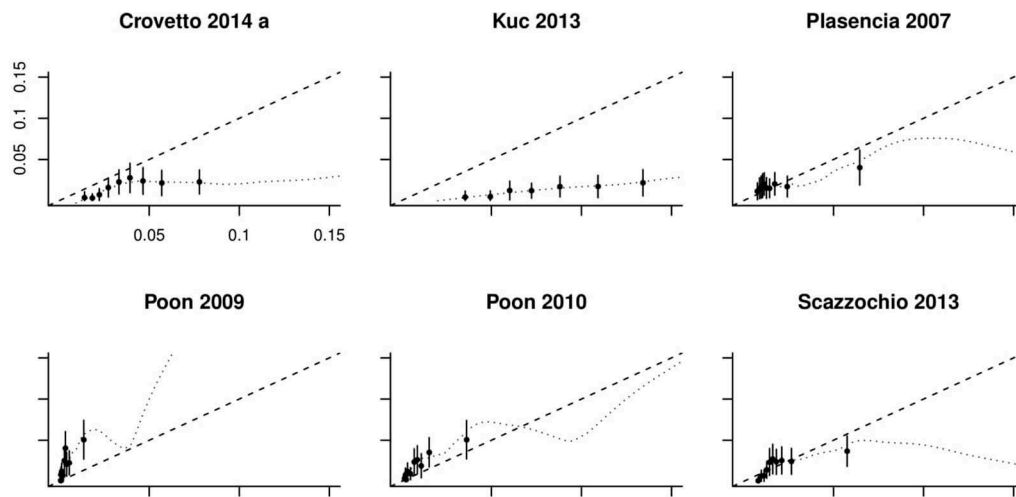 Crovetto 2014 a
Kuc 2013
Plasencia 2007
0.15
0.1
0.05
0.05
0.1
0.15
Poon 2009
Poon 2010
Scazzochio 2013